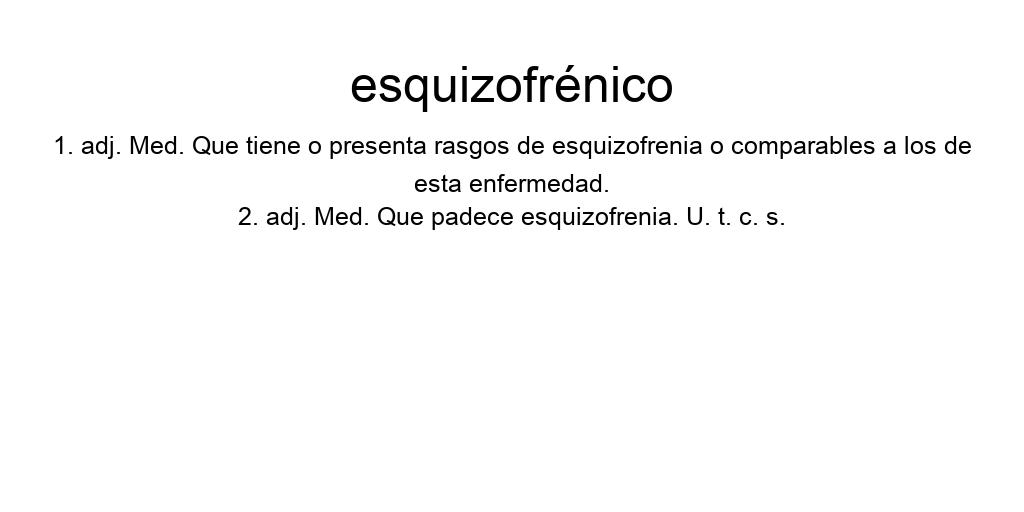 esquizofrénico
1. adj. Med. Que tiene o presenta rasgos de esquizofrenia o comparables a los de
esta enfermedad.
2. adj. Med. Que padece esquizofrenia. U. t. c. s.